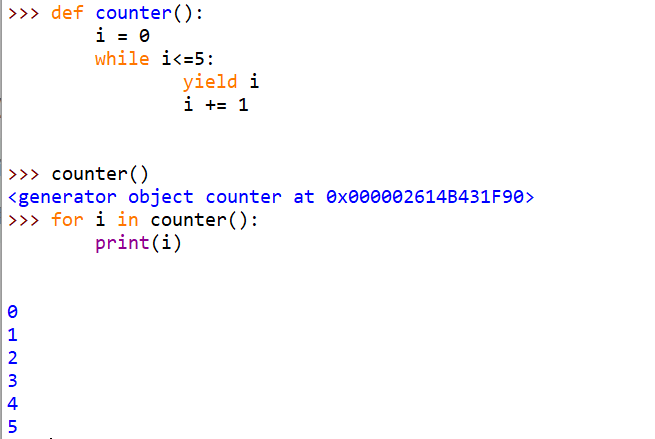 >>> def counter():
        i = 0
        while i<=5:
                yield i
                i += 1
>>> counter()
<generator object counter at 0x000002614B431F90>
>>> for i in counter():
        print(i)
0
1
2
3
4
5